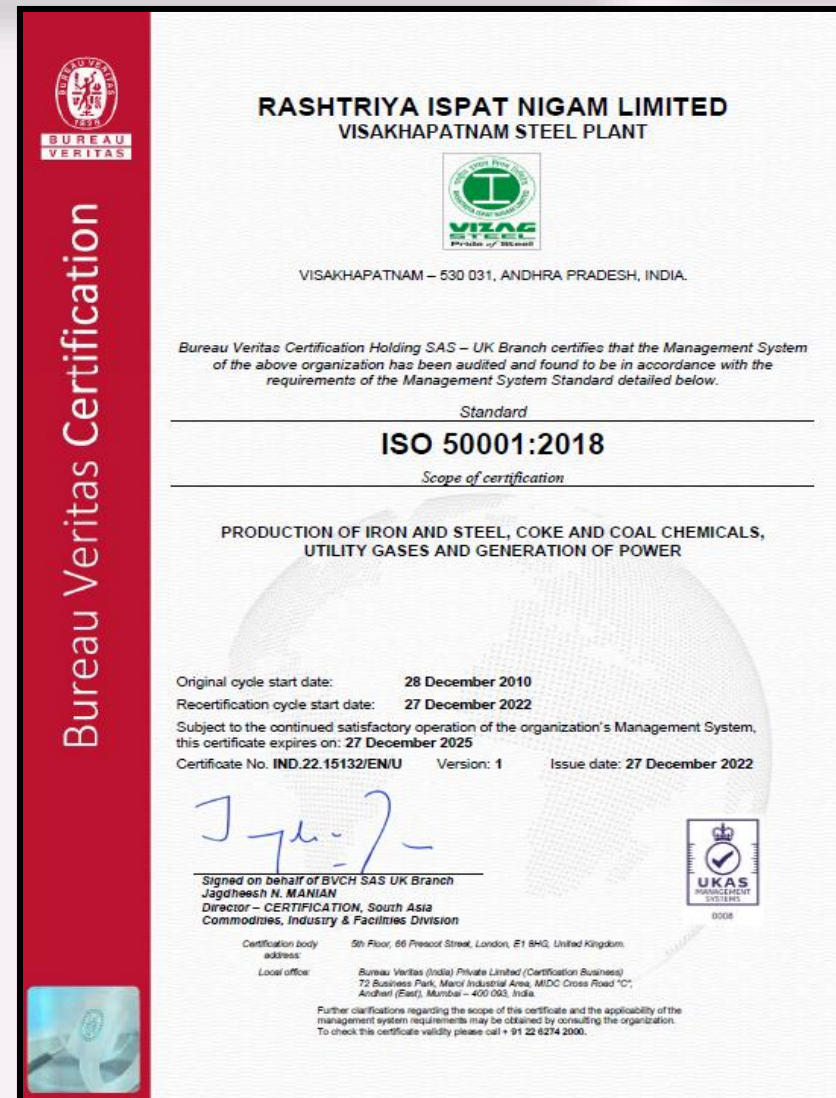 BUREAU VERITAS
1828
BUREAU
VERITAS
Bureau Veritas Certification
RASHTRIYA ISPAT NIGAM LIMITED
VISAKHAPATNAM STEEL PLANT
VIZAG
STEEL
Pride of Steel
VISAKHAPATNAM – 530 031, ANDHRA PRADESH, INDIA.
Bureau Veritas Certification Holding SAS – UK Branch certifies that the Management System
of the above organization has been audited and found to be in accordance with the
requirements of the Management System Standard detailed below.
Standard
ISO 50001:2018
Scope of certification
PRODUCTION OF IRON AND STEEL, COKE AND COAL CHEMICALS,
UTILITY GASES AND GENERATION OF POWER
Original cycle start date: 28 December 2010
Recertification cycle start date: 27 December 2022
Subject to the continued satisfactory operation of the organization's Management System,
this certificate expires on: 27 December 2025
Certificate No. IND.22.15132/EN/U Version: 1 Issue date: 27 December 2022
Signed on behalf of BVCH SAS UK Branch
Jagdheesh N. MANIAN
Director – CERTIFICATION, South Asia
Commodities, Industry & Facilities Division
UKAS
MANAGEMENT
SYSTEMS
0008
Certification body
address: 5th Floor, 66 Prescot Street, London, E1 8HG, United Kingdom.
Local office: Bureau Veritas (India) Private Limited (Certification Business)
72 Business Park, Marol Industrial Area, MIDC Cross Road "C",
Andheri (East), Mumbai – 400 093, India.
Further clarifications regarding the scope of this certificate and the applicability of the
management system requirements may be obtained by consulting the organization.
To check this certificate validity please call + 91 22 6274 2000.